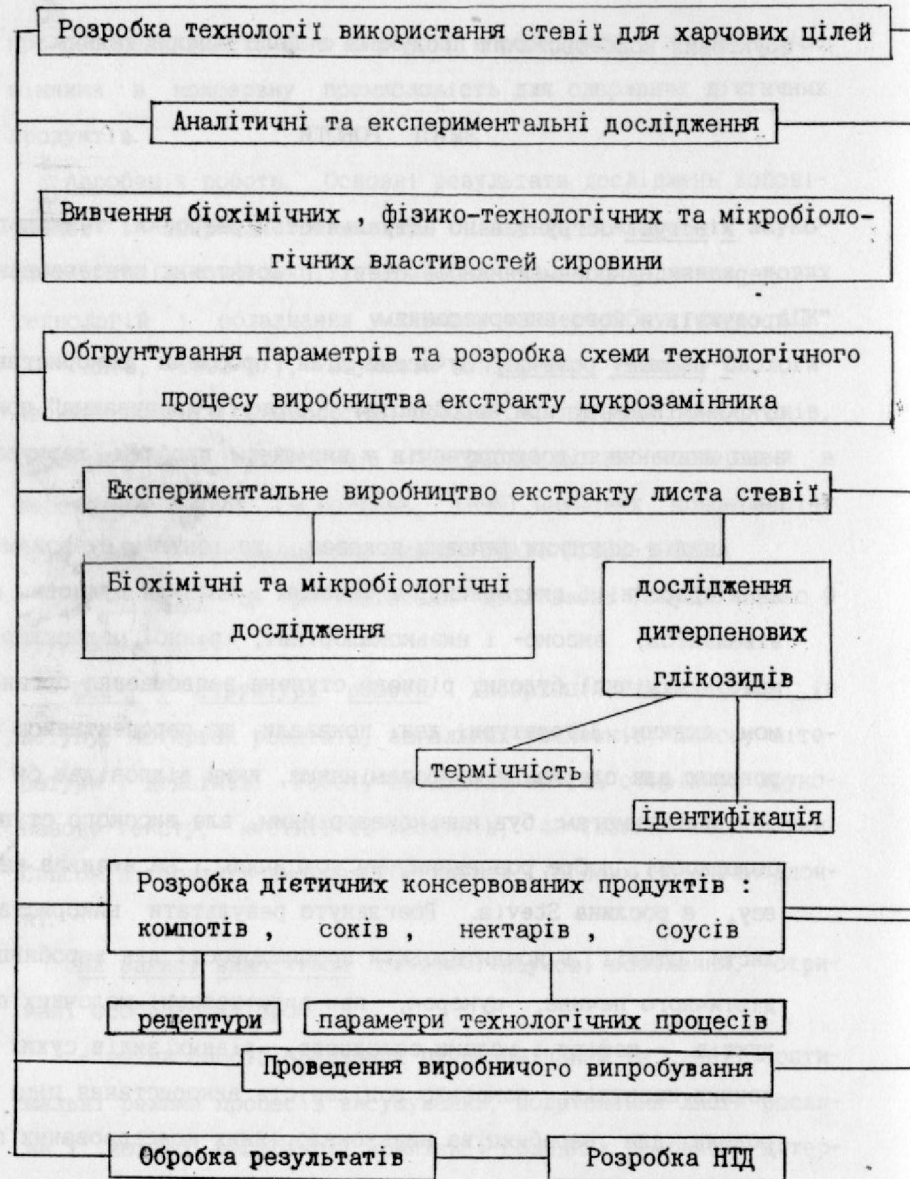 Розробка технології використання стевії для харчових цілей
Аналітичні та експериментальні дослідження
Вивчення біохімічних , фізико-технологічних та мікробіоло-
гічних властивостей сировини
Обгрунтування параметрів та розробка схеми технологічного
процесу виробництва екстракту цукрозамінника
Експериментальне виробництво екстракту листа стевії
Біохімічні та мікробіологічні
дослідження
дослідження
дитерпенових
глікозидів
термічність
ідентифікація
Розробка дієтичних консервованих продуктів :
компотів , соків , нектарів , соусів
рецептури
параметри технологічних процесів
Проведення виробничого випробування
Обробка результатів
Розробка НТД